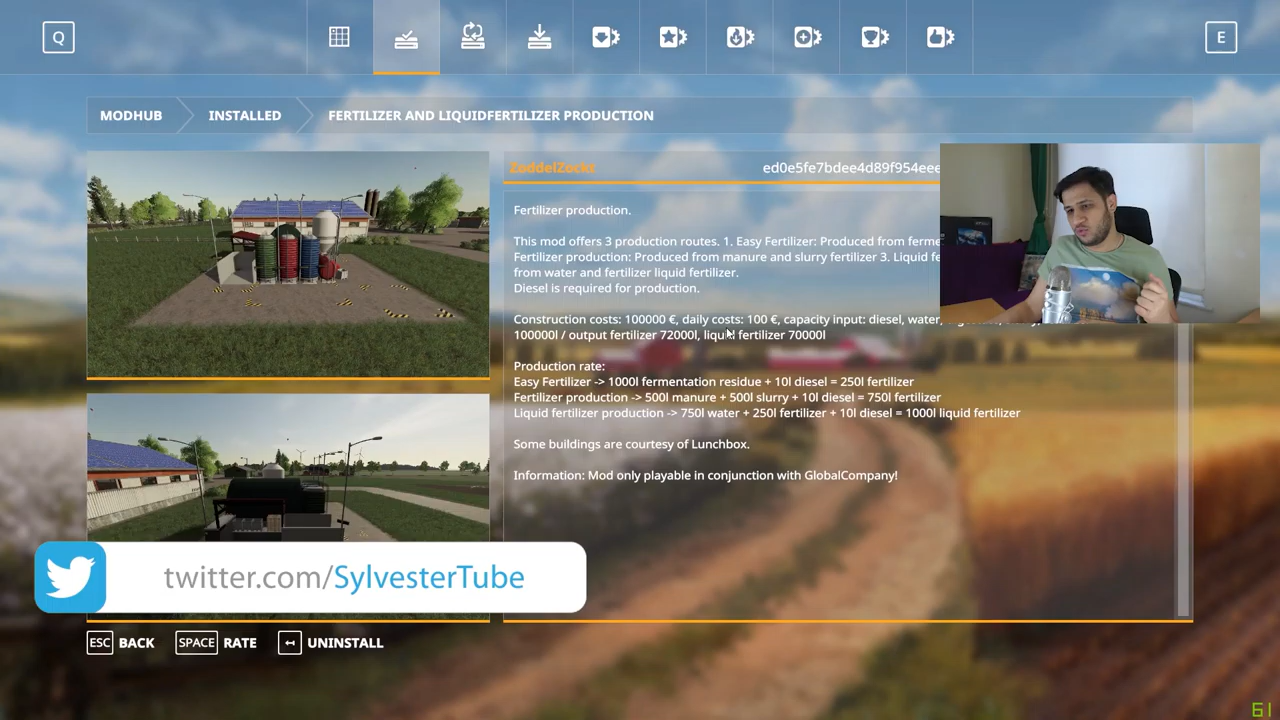 Q
E
MODHUB
INSTALLED
FERTILIZER AND LIQUIDFERTILIZER PRODUCTION
ZoddelZockt
ed0e5fe7bdee4d89f954eee
Fertilizer production.
This mod offers 3 production routes. 1. Easy Fertilizer: Produced from
Fertilizer production: Produced from manure and slurry fertilizer 3. Liquid
from water and fertilizer liquid fertilizer.
Diesel is required for production.
Construction costs: 100000 €, daily costs: 100 €, capacity input: diesel, water,
100000l / output fertilizer 72000l, liquid fertilizer 70000l
Production rate:
Easy Fertilizer -> 1000l fermentation residue + 10l diesel = 250l fertilizer
Fertilizer production -> 500l manure + 500l slurry + 10l diesel = 750l fertilizer
Liquid fertilizer production -> 750l water + 250l fertilizer + 10l diesel = 1000l liquid fertilizer
Some buildings are courtesy of Lunchbox.
Information: Mod only playable in conjunction with GlobalCompany!
twitter.com/SylvesterTube
ESC BACK SPACE RATE ↔ UNINSTALL
61